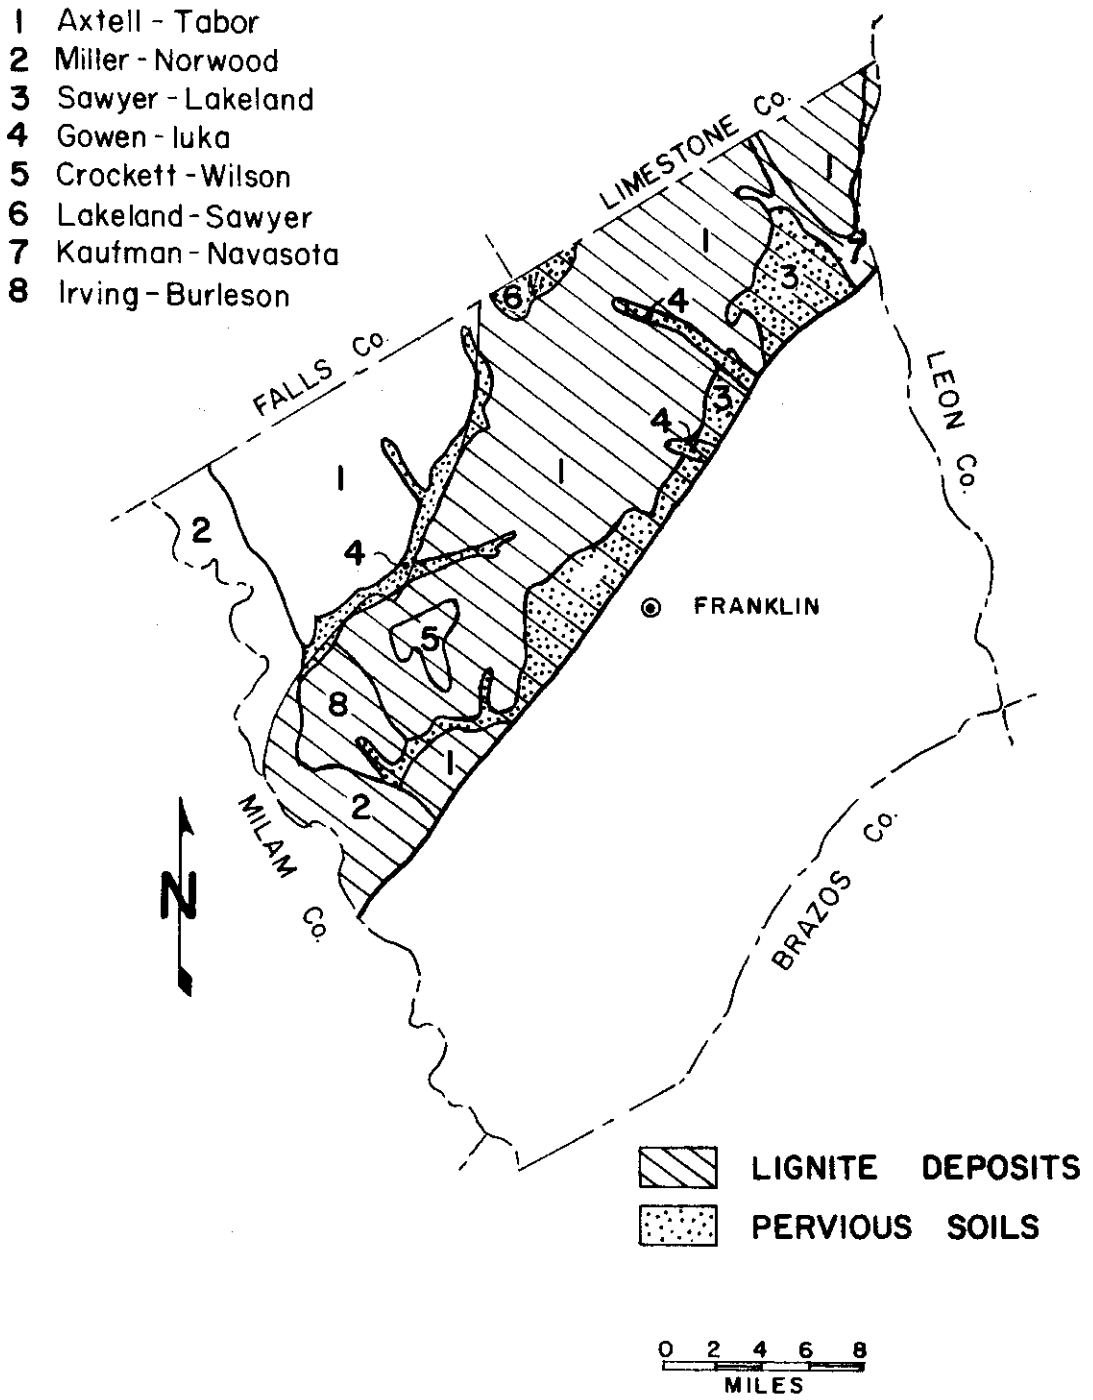 1 Axtell - Tabor
2 Miller - Norwood
3 Sawyer - Lakeland
4 Gowen - Iuka
5 Crockett - Wilson
6 Lakeland - Sawyer
7 Kaufman - Navasota
8 Irving - Burleson
LIMESTONE Co.
1
7
1
3
6
4
FALLS Co.
LEON Co.
3
4
1
1
2
4
FRANKLIN
5
8
1
2
MILAM Co.
BRAZOS Co.
N
LIGNITE DEPOSITS
PERVIOUS SOILS
0 2 4 6 8
MILES